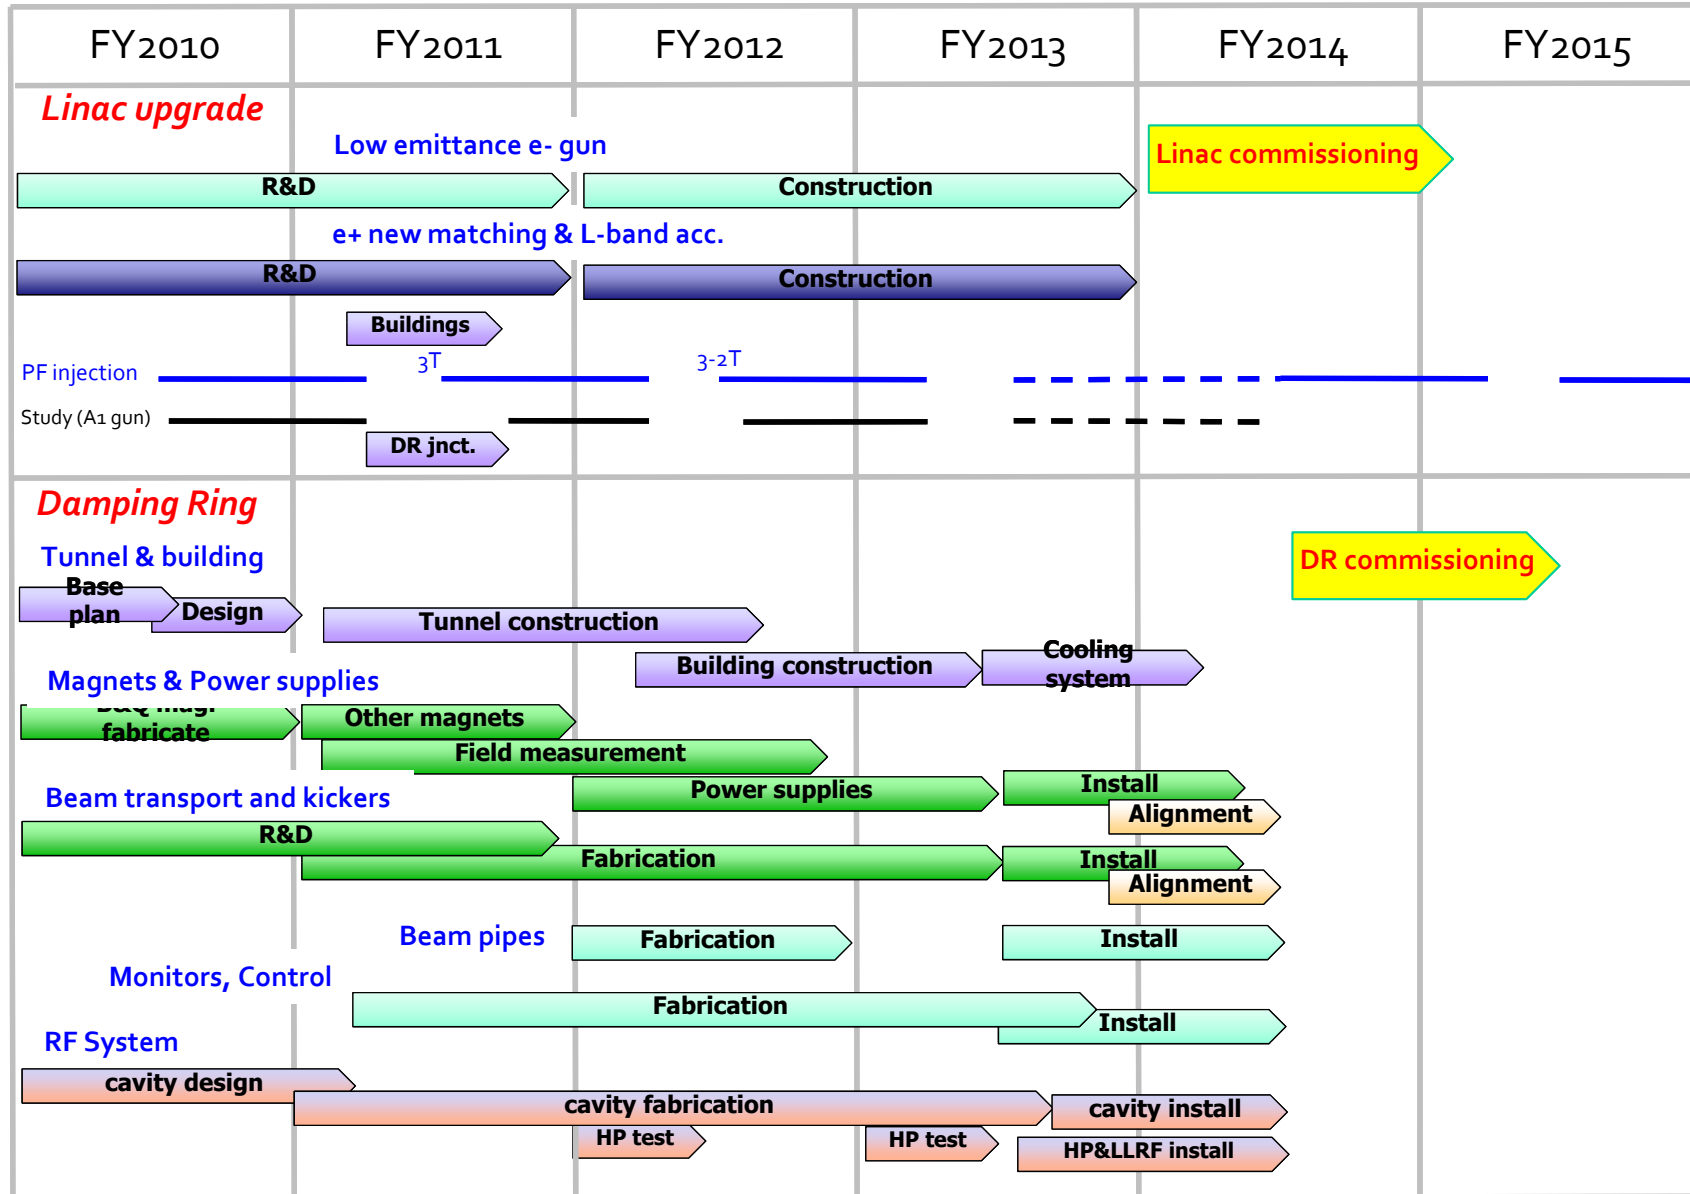 FY2010 FY2011 FY2012 FY2013 FY2014 FY2015
Linac upgrade
Low emittance e- gun
Linac commissioning
R&D Construction
e+ new matching & L-band acc.
R&D Construction
Buildings
PF injection 3T 3-2T
Study (A1 gun)
DR jnct.
Damping Ring
Tunnel & building
DR commissioning
Base
plan
Design
Tunnel construction
Building construction
Cooling
system
Magnets & Power supplies
B&Q mag.
fabricate
Other magnets
Field measurement
Power supplies
Install
Alignment
Beam transport and kickers
R&D
Fabrication
Install
Alignment
Beam pipes
Fabrication
Install
Monitors, Control
Fabrication
Install
RF System
cavity design
cavity fabrication
cavity install
HP test
HP test
HP&LLRF install